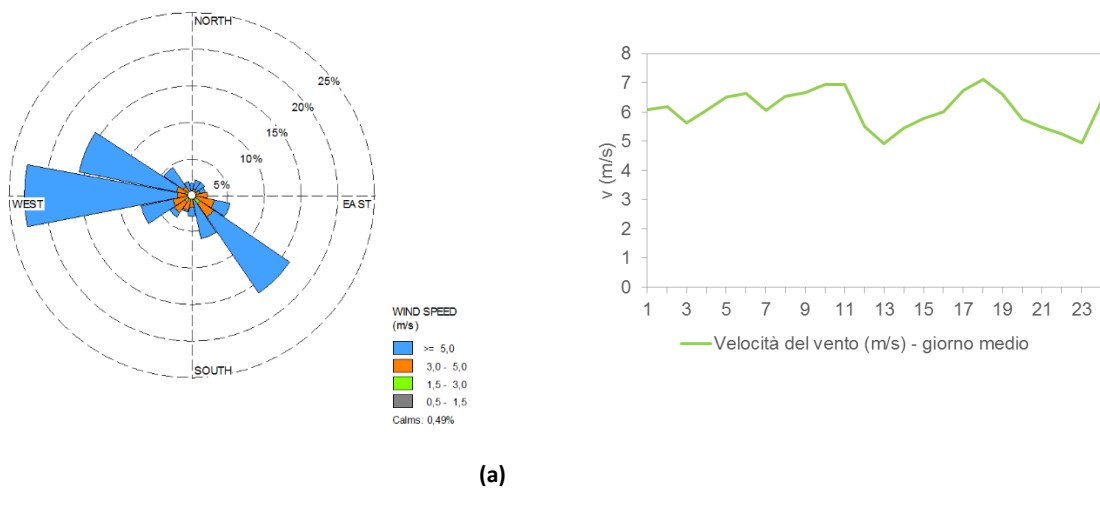 NORTH
25%
20%
15%
10%
5%
WEST
EAST
SOUTH
WIND SPEED
(m/s)
>= 5,0
3,0 - 5,0
1,5 - 3,0
0,5 - 1,5
Calms: 0,49%
8
7
6
5
4
3
2
1
0
v (m/s)
1 3 5 7 9 11 13 15 17 19 21 23
Velocità del vento (m/s) - giorno medio
(a)